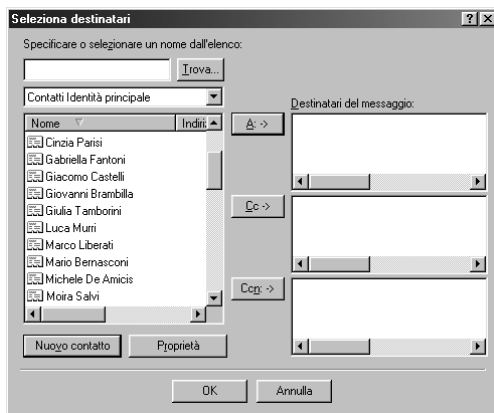 Seleziona destinatari
Specificare o selezionare un nome dall'elenco:
Trova...
Contatti Identità principale
Destinatari del messaggio:
Nome
Indiri:
A: ->
Cinzia Parisi
Gabriella Fantoni
Giacomo Castelli
Giovanni Brambilla
Giulia Tamborini
Cc ->
Luca Murri
Marco Liberati
Mario Bernasconi
Michele De Amicis
Ccn: ->
Moira Salvi
Nuovo contatto
Proprietà
OK
Annulla